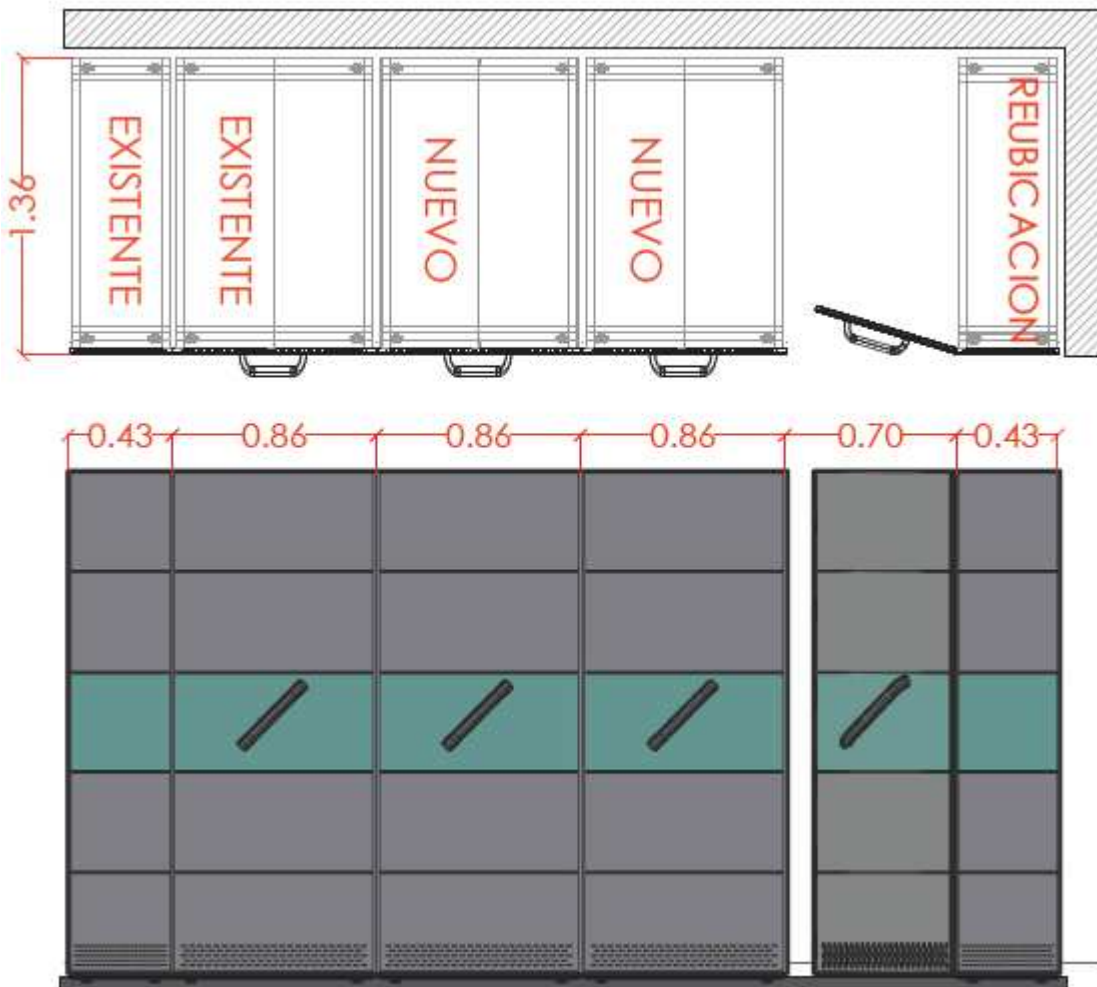 EXISTENTE
EXISTENTE
NUEVO
NUEVO
REUBICACION
1.36
0.43
0.86
0.86
0.86
0.70
0.43